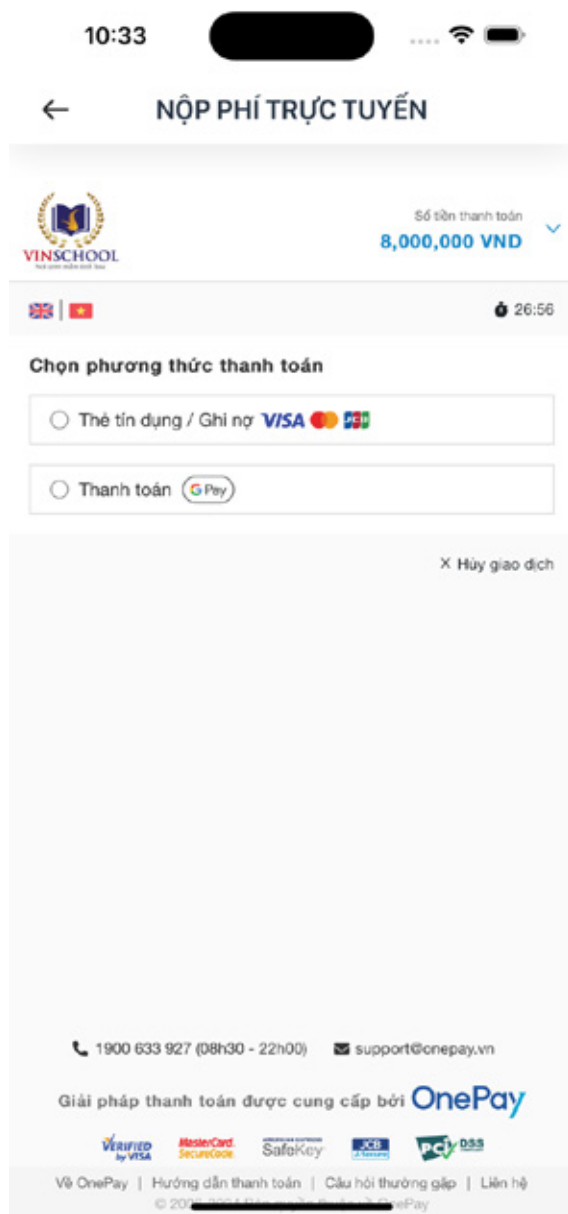 10:33
NỘP PHÍ TRỰC TUYẾN
Số tiền thanh toán
8,000,000 VND
VINSCHOOL
26:56
Chọn phương thức thanh toán
Thẻ tín dụng / Ghi nợ VISA JCB
Thanh toán G Pay
X Hủy giao dịch
1900 633 927 (08h30 - 22h00) support@onepay.vn
Giải pháp thanh toán được cung cấp bởi OnePay
VERIFIED by VISA MasterCard. SecureCode. SafeKey JCB J/Secure PCI DSS
Về OnePay | Hướng dẫn thanh toán | Câu hỏi thường gặp | Liên hệ